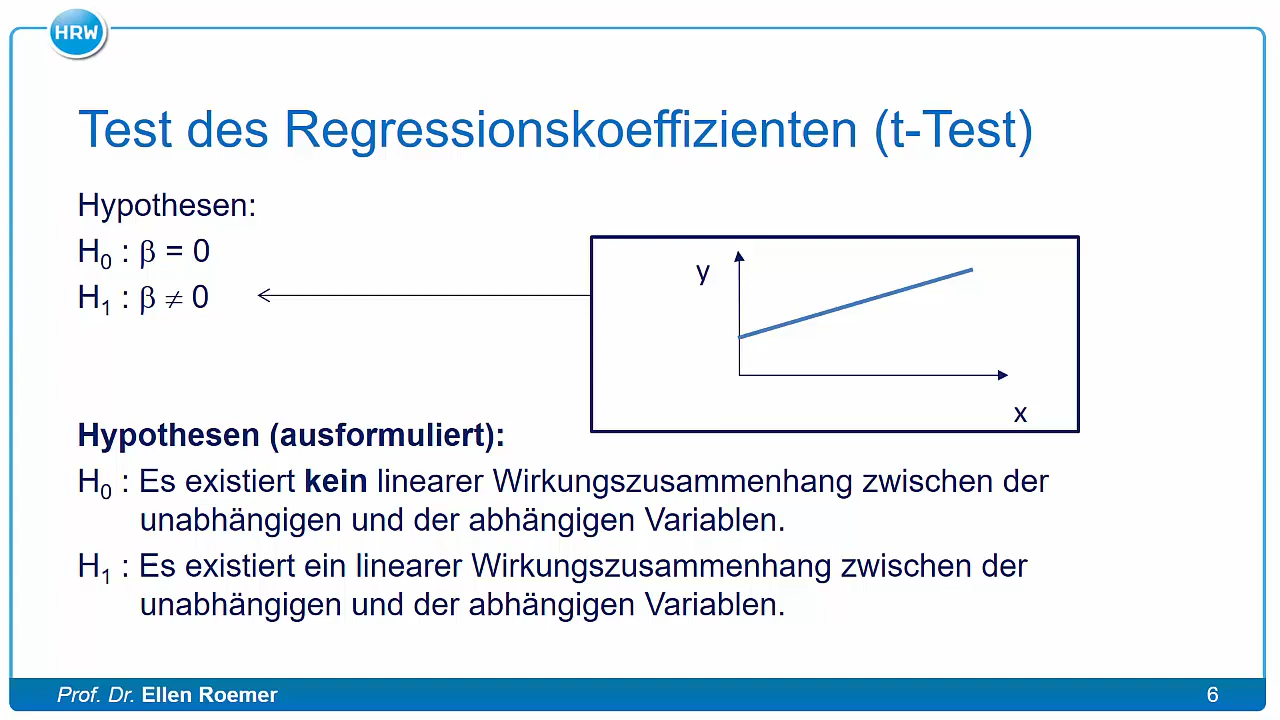 HRW
Test des Regressionskoeffizienten (t-Test)
Hypothesen:
H₀ : β = 0
H₁ : β ≠ 0
y
x
Hypothesen (ausformuliert):
H₀ : Es existiert kein linearer Wirkungszusammenhang zwischen der
unabhängigen und der abhängigen Variablen.
H₁ : Es existiert ein linearer Wirkungszusammenhang zwischen der
unabhängigen und der abhängigen Variablen.
Prof. Dr. Ellen Roemer
6